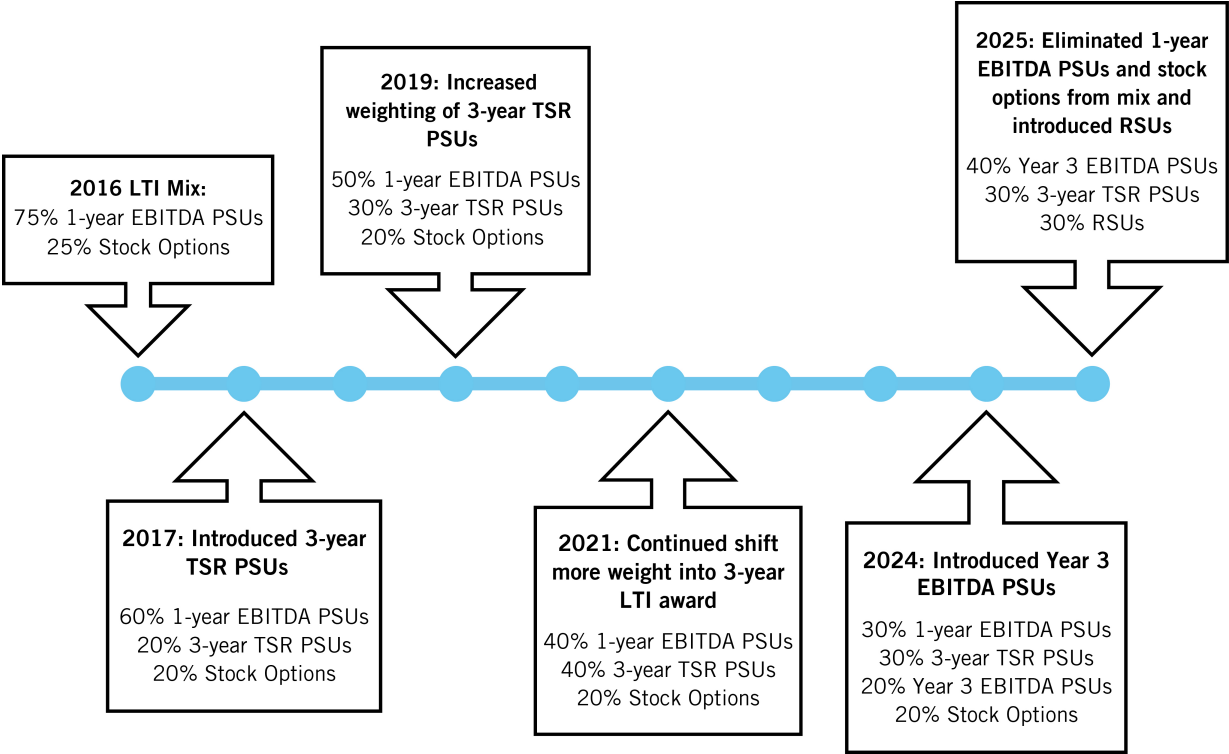 2016 LTI Mix:
75% 1-year EBITDA PSUs
25% Stock Options
2017: Introduced 3-year
TSR PSUs
60% 1-year EBITDA PSUs
20% 3-year TSR PSUs
20% Stock Options
2019: Increased
weighting of 3-year TSR
PSUs
50% 1-year EBITDA PSUs
30% 3-year TSR PSUs
20% Stock Options
2021: Continued shift
more weight into 3-year
LTI award
40% 1-year EBITDA PSUs
40% 3-year TSR PSUs
20% Stock Options
2024: Introduced Year 3
EBITDA PSUs
30% 1-year EBITDA PSUs
30% 3-year TSR PSUs
20% Year 3 EBITDA PSUs
20% Stock Options
2025: Eliminated 1-year
EBITDA PSUs and stock
options from mix and
introduced RSUs
40% Year 3 EBITDA PSUs
30% 3-year TSR PSUs
30% RSUs